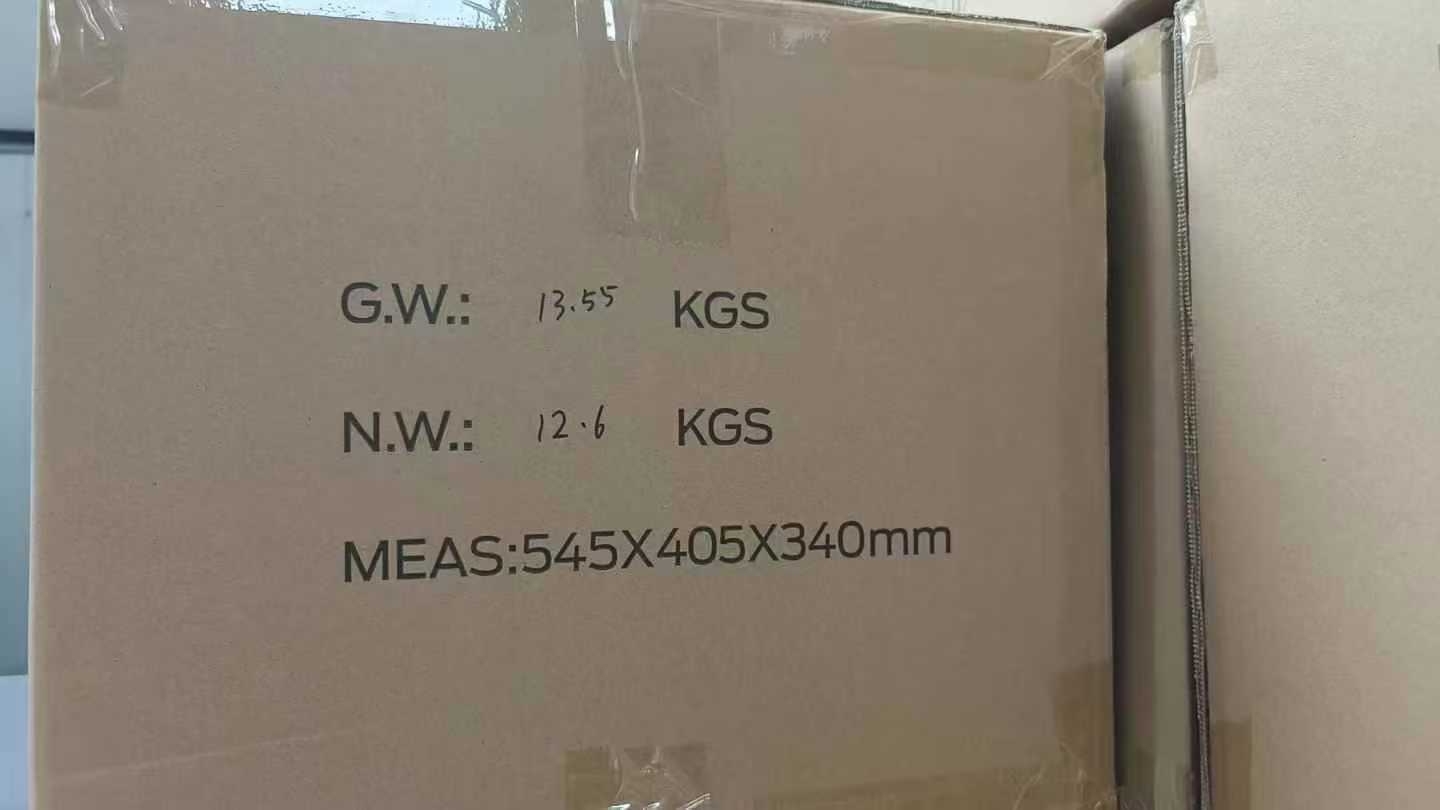 G.W.: 13.55 KGS
N.W.: 12.6 KGS
MEAS:545X405X340mm